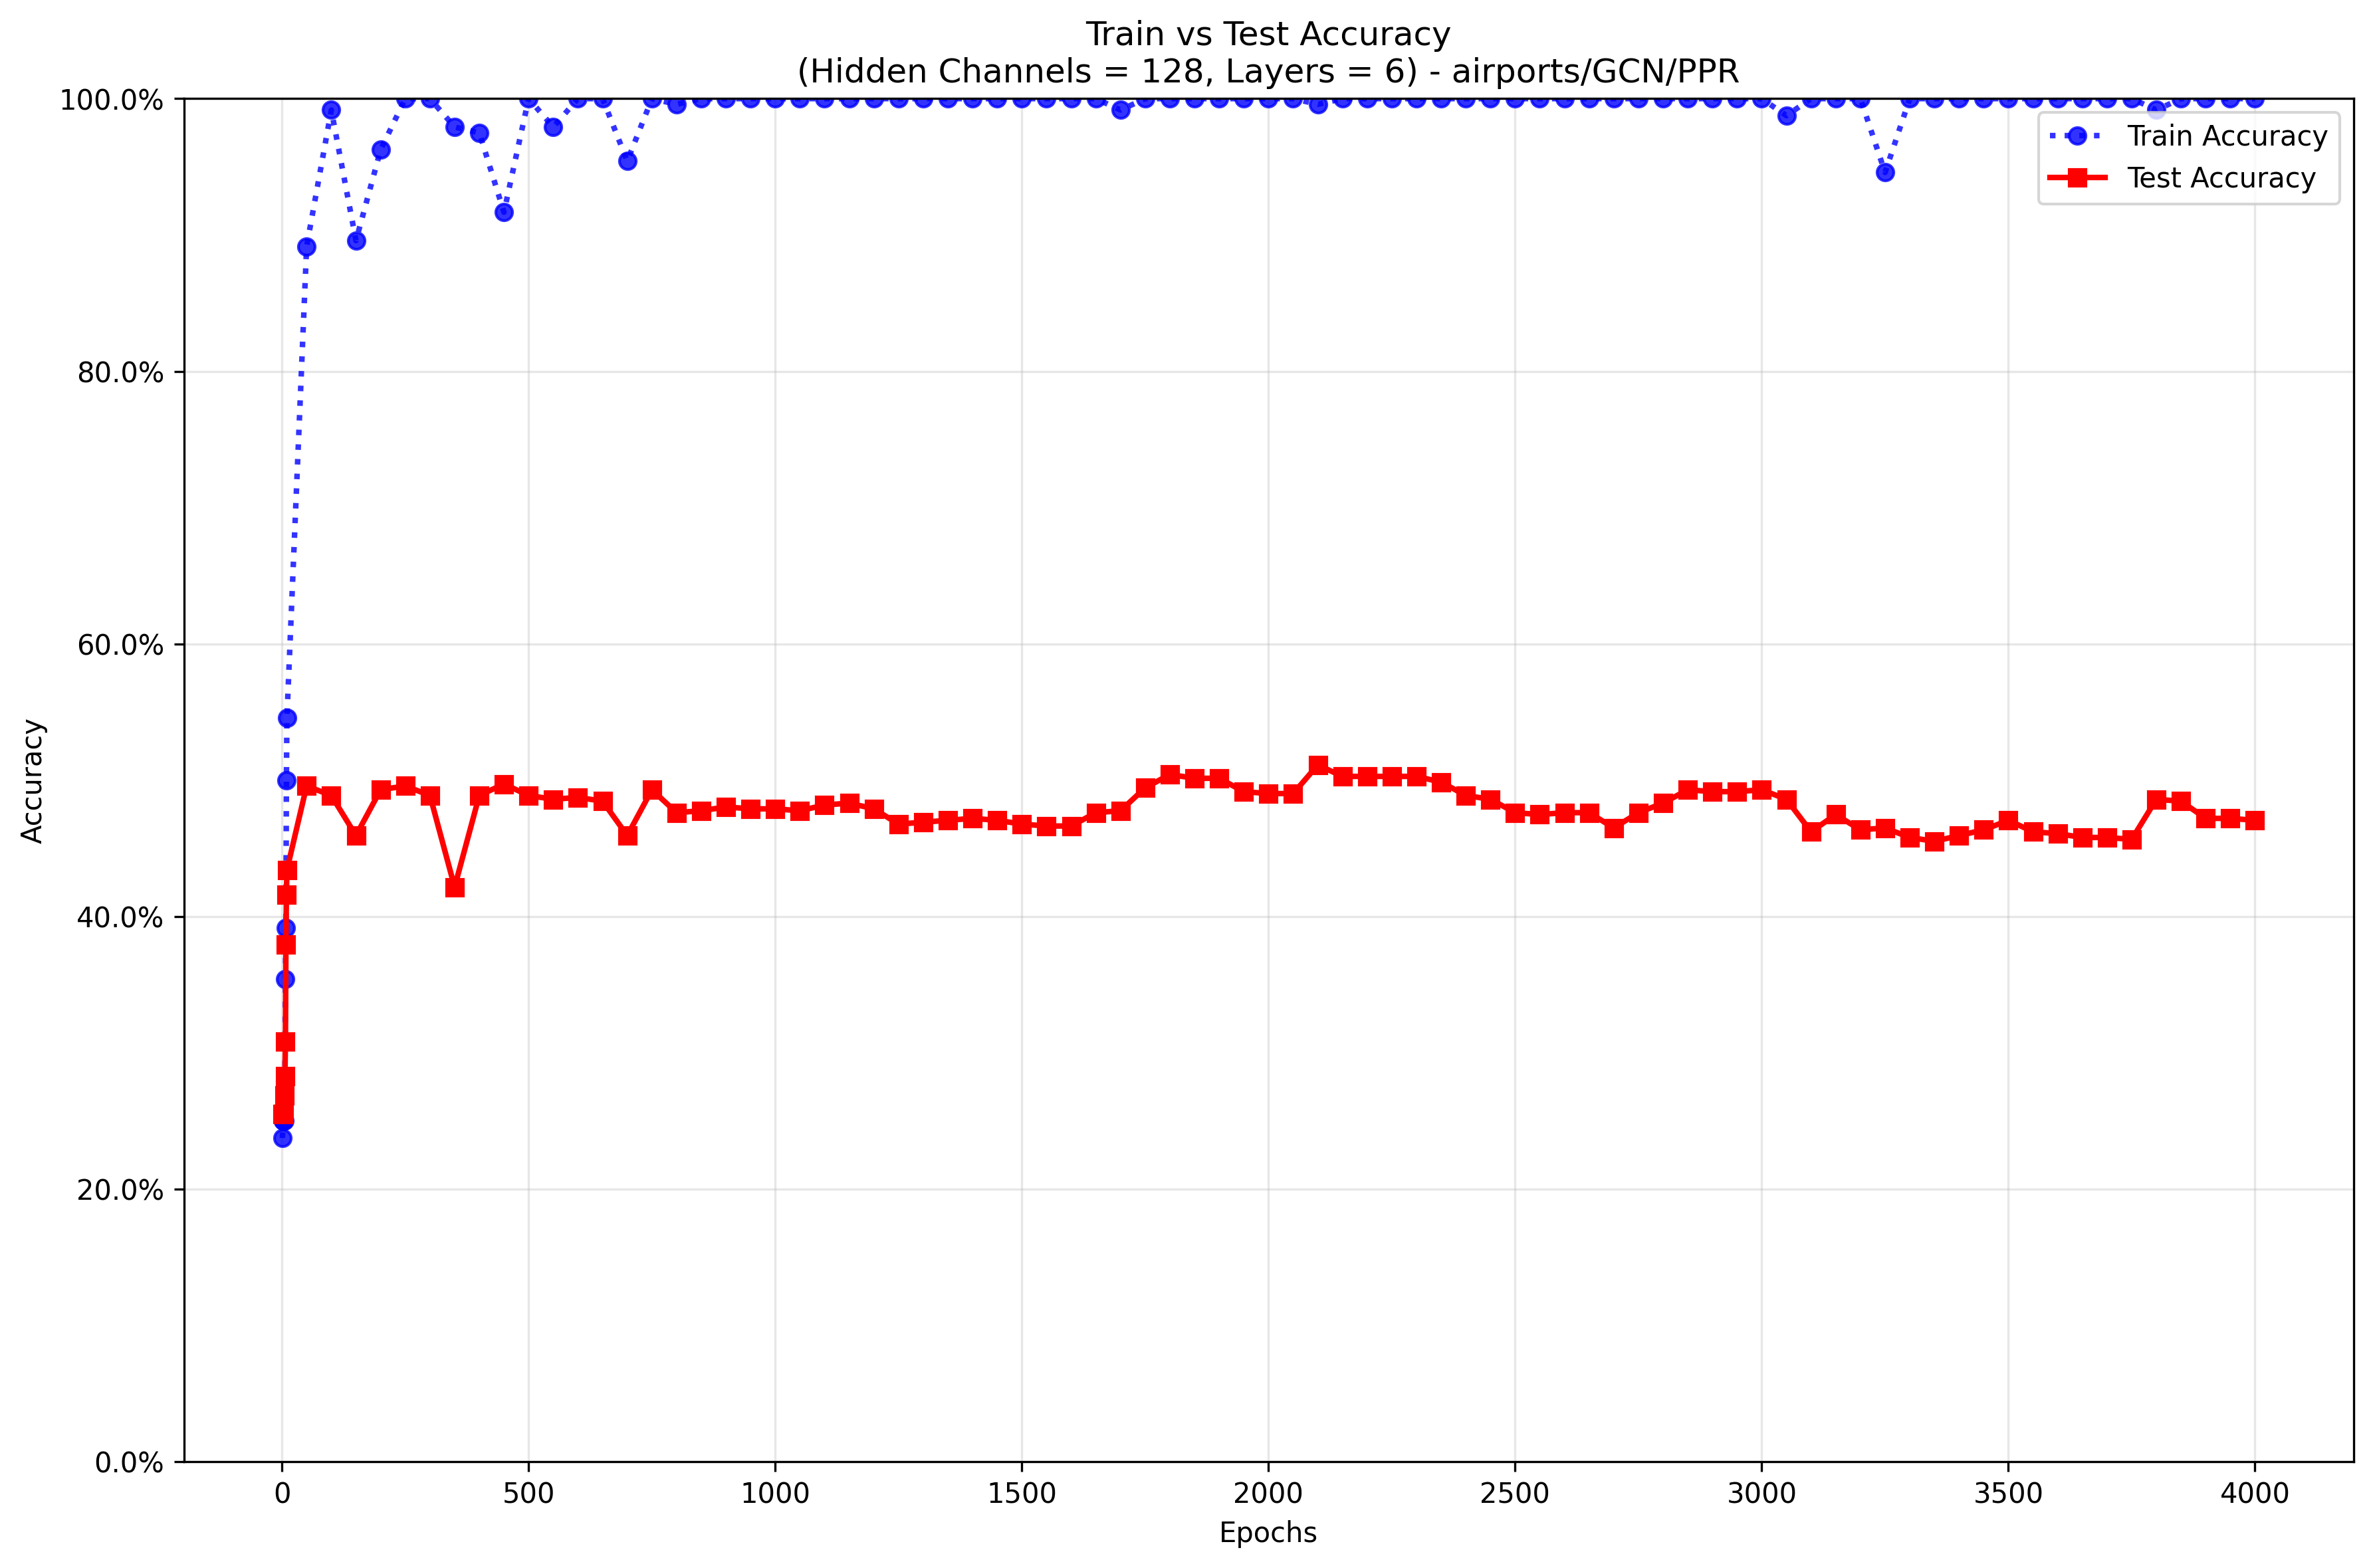 Train vs Test Accuracy
(Hidden Channels = 128, Layers = 6) - airports/GCN/PPR
100.0%
80.0%
60.0%
40.0%
20.0%
0.0%
Accuracy
Train Accuracy
Test Accuracy
0
500
1000
1500
2000
2500
3000
3500
4000
Epochs